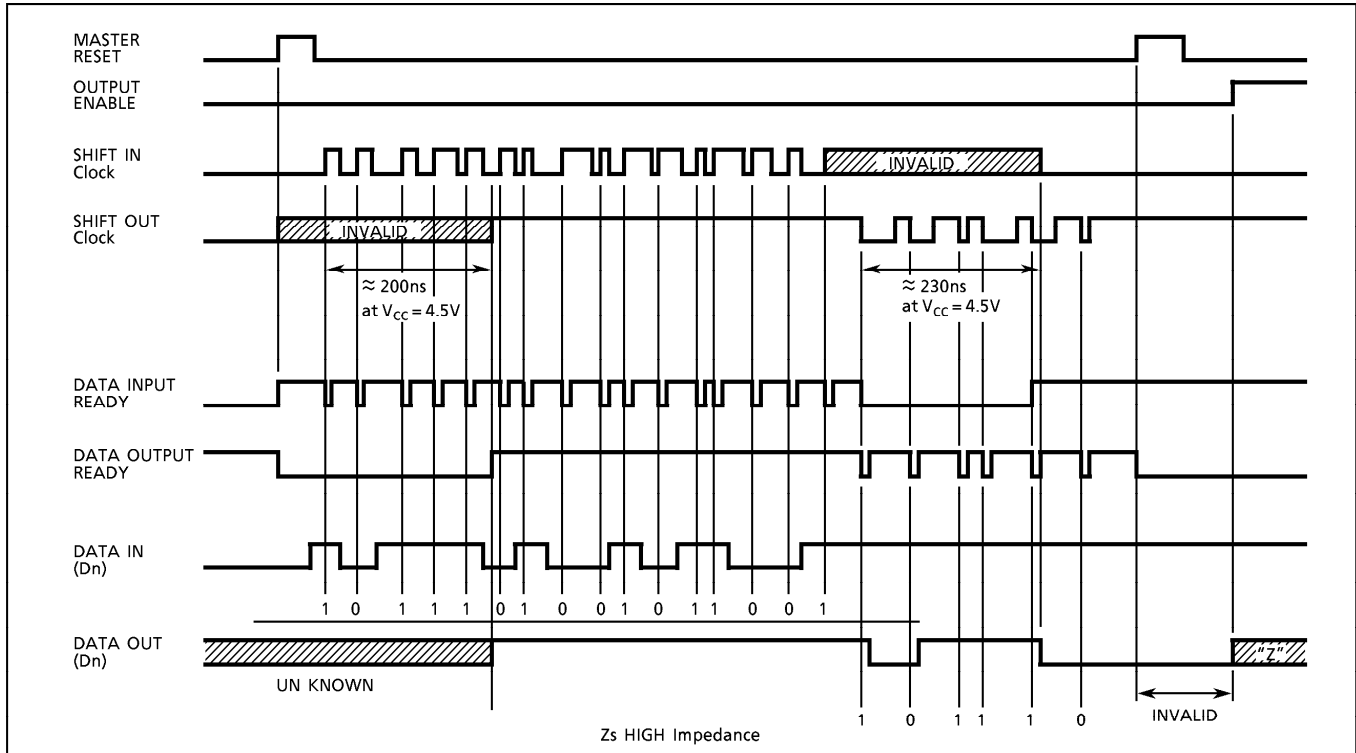 MASTER
RESET
OUTPUT
ENABLE
SHIFT IN
Clock
INVALID
SHIFT OUT
Clock
INVALID
≈ 200ns
at VCC = 4.5V
≈ 230ns
at VCC = 4.5V
DATA INPUT
READY
DATA OUTPUT
READY
DATA IN
(Dn)
1 0 1 1 1 0 1 0 0 1 0 1 1 0 0 1
DATA OUT
(Dn)
"Z"
UN KNOWN
1 0 1 1 1 0
INVALID
Zs HIGH Impedance